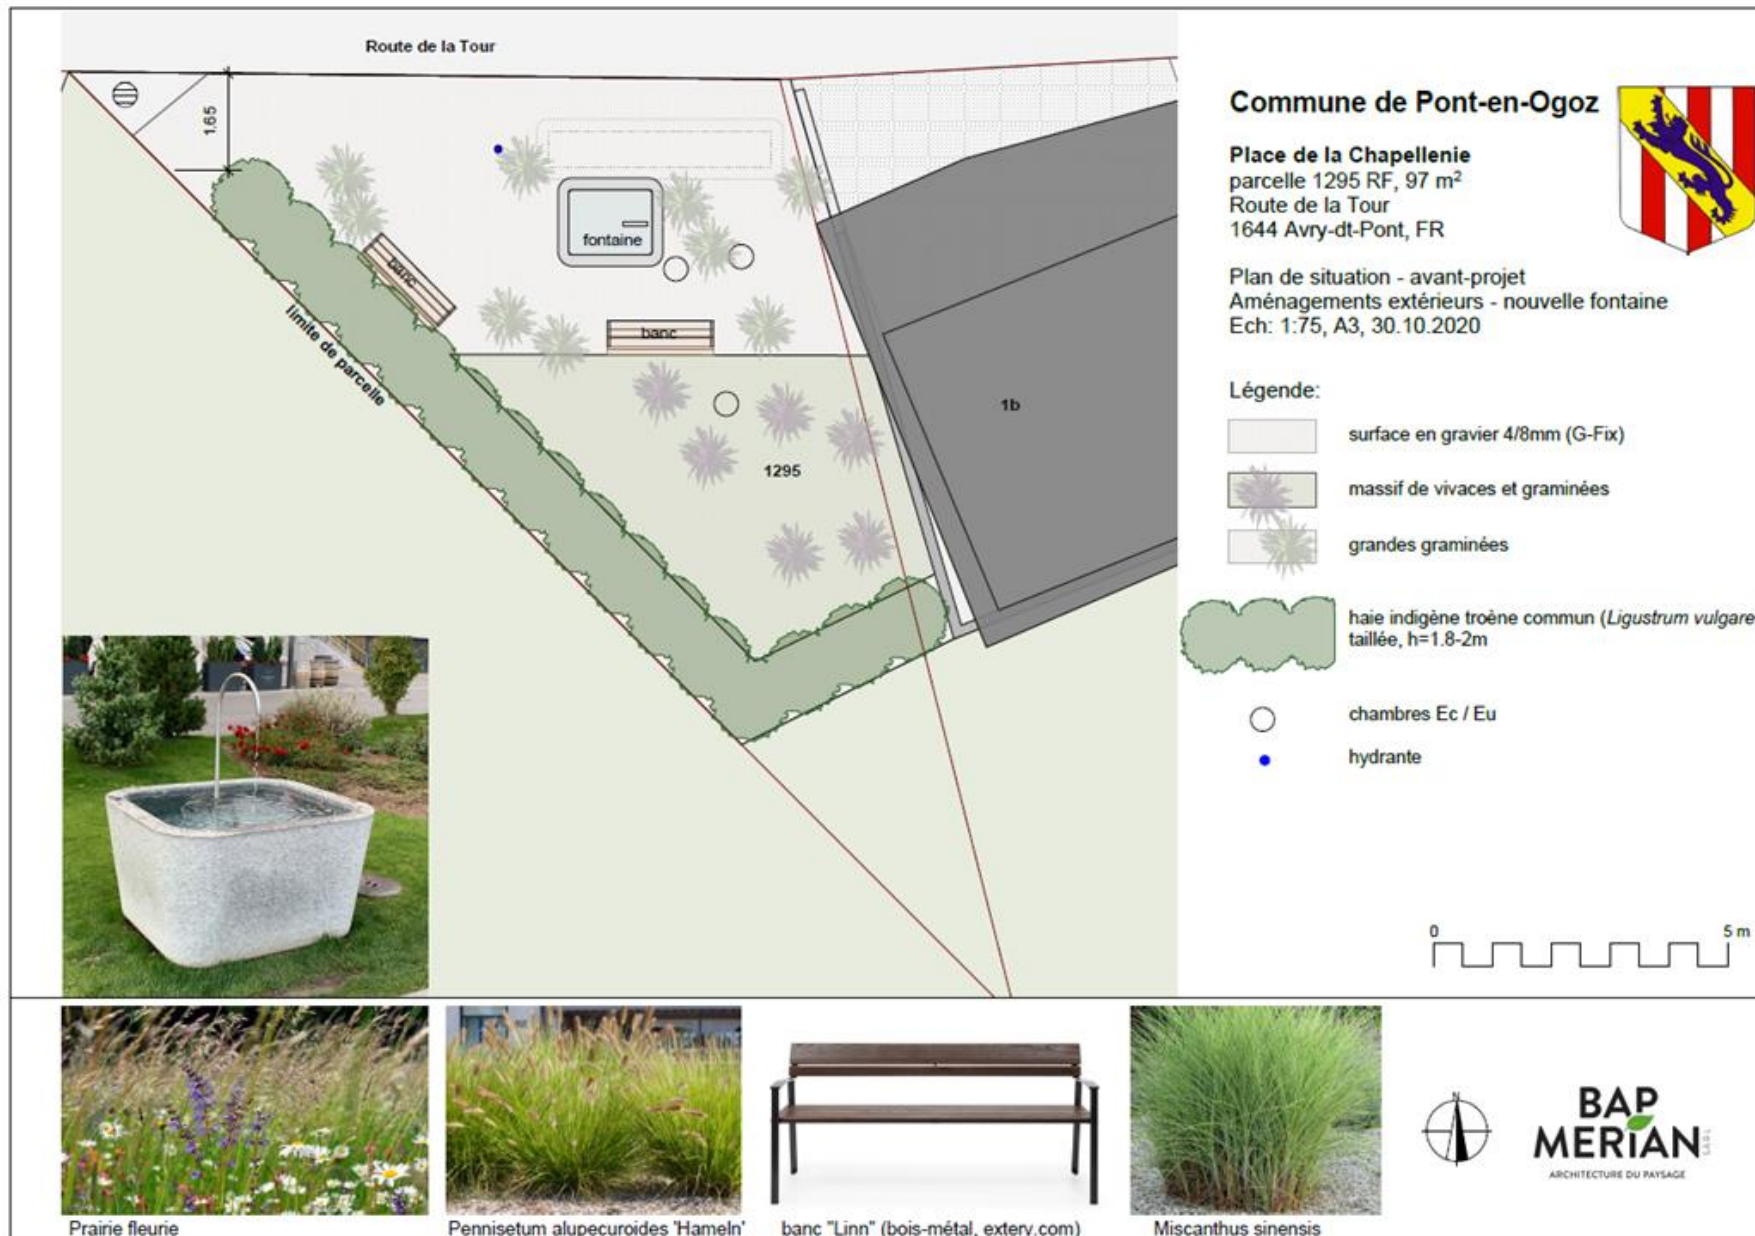 Route de la Tour
1.65
fontaine
banc
banc
limite de parcelle
1295
1b
Commune de Pont-en-Ogoz
Place de la Chapellenie
parcelle 1295 RF, 97 m²
Route de la Tour
1644 Avry-dt-Pont, FR
Plan de situation - avant-projet
Aménagements extérieurs - nouvelle fontaine
Ech: 1:75, A3, 30.10.2020
Légende:
surface en gravier 4/8mm (G-Fix)
massif de vivaces et graminées
grandes graminées
haie indigène troène commun (Ligustrum vulgare
taillée, h=1.8-2m
chambres Ec / Eu
hydrante
0 5 m
Prairie fleurie
Pennisetum alupecuroides 'Hameln'
banc "Linn" (bois-métal, extery.com)
Miscanthus sinensis
N
BAP
MERIAN SARL
ARCHITECTURE DU PAYSAGE